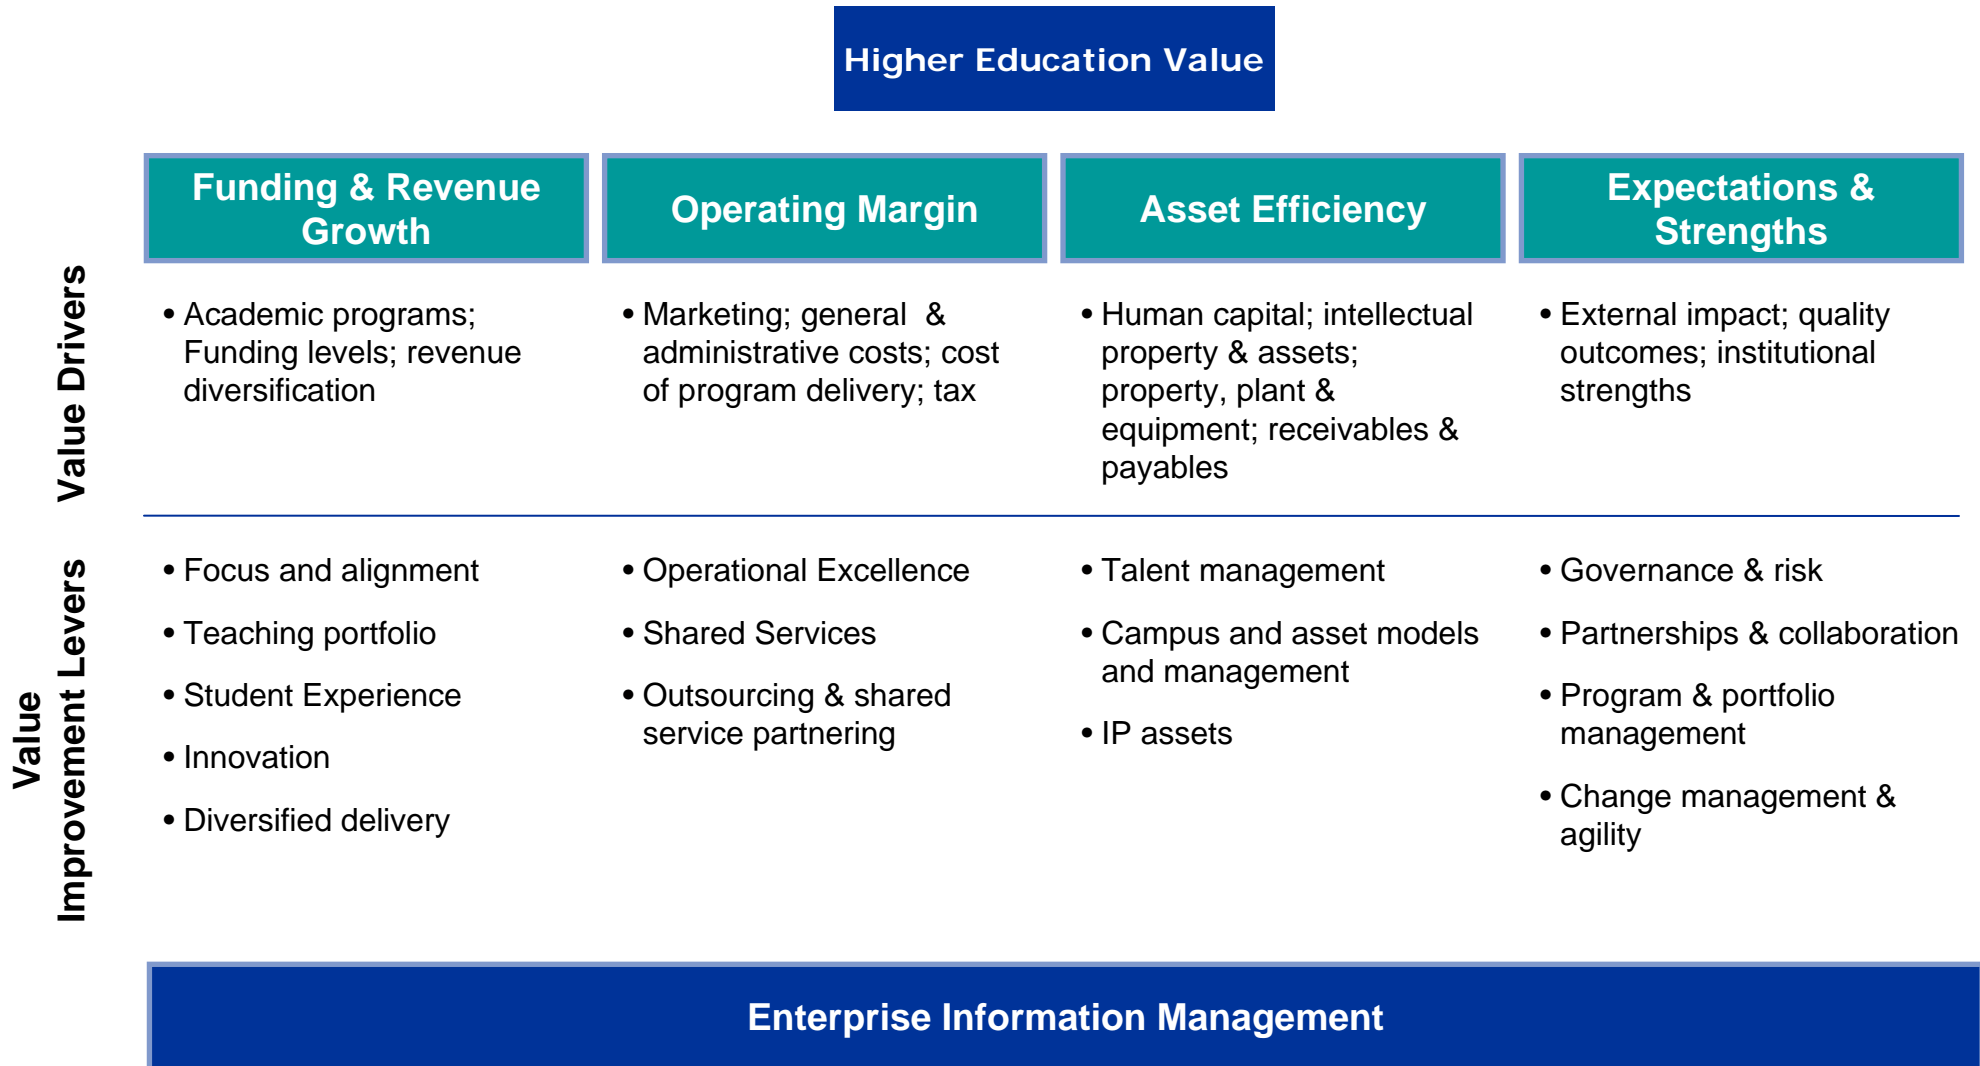 Higher Education Value
Funding & Revenue
Growth
Operating Margin
Asset Efficiency
Expectations &
Strengths
Value Drivers
• Academic programs;
Funding levels; revenue
diversification
• Marketing; general  &
administrative costs; cost
of program delivery; tax
• Human capital; intellectual
property & assets;
property, plant &
equipment; receivables &
payables
• External impact; quality
outcomes; institutional
strengths
Value
Improvement Levers
• Focus and alignment
• Teaching portfolio
• Student Experience
• Innovation
• Diversified delivery
• Operational Excellence
• Shared Services
• Outsourcing & shared
service partnering
• Talent management
• Campus and asset models
and management
• IP assets
• Governance & risk
• Partnerships & collaboration
• Program & portfolio
management
• Change management &
agility
Enterprise Information Management